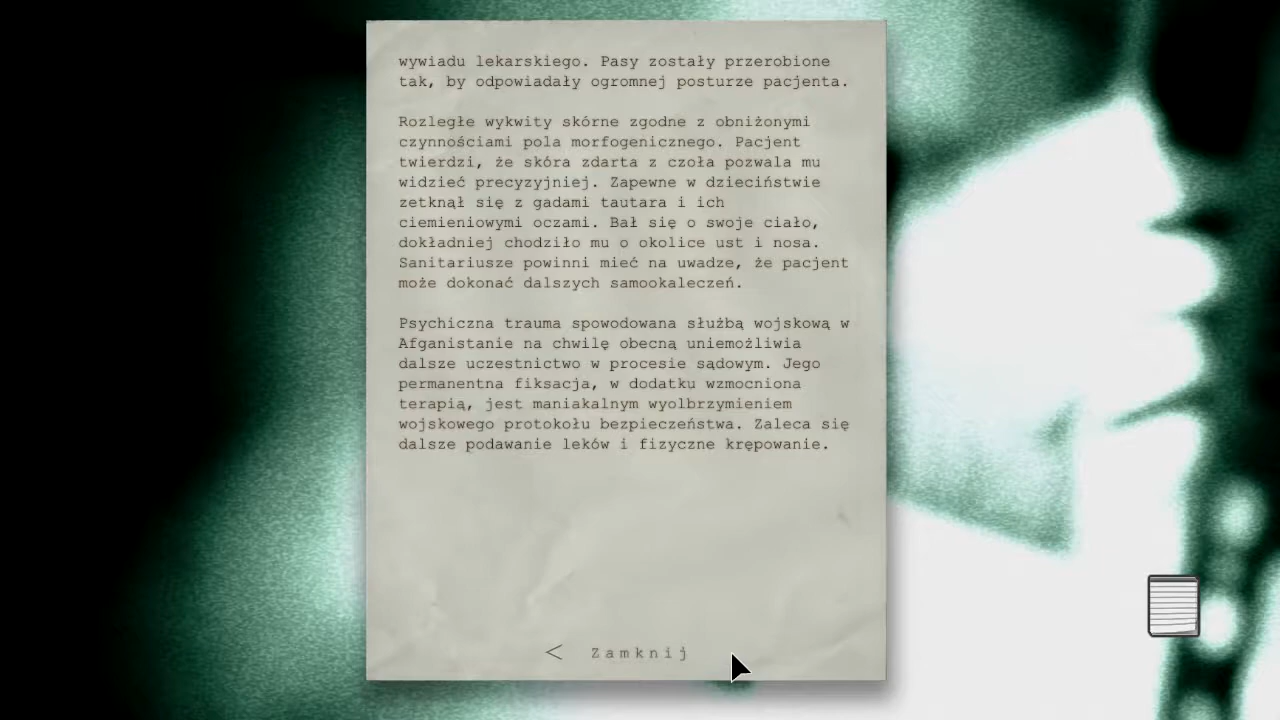 wywiadu lekarskiego. Pasy zostały przerobione
tak, by odpowiadały ogromnej posturze pacjenta.
Rozległe wykwity skórne zgodne z obniżonymi
czynnościami pola morfogenicznego. Pacjent
twierdzi, że skóra zdarta z czoła pozwala mu
widzieć precyzyjniej. Zapewne w dzieciństwie
zetknął się z gadami tautara i ich
ciemieniowymi oczami. Bał się o swoje ciało,
dokładniej chodziło mu o okolice ust i nosa.
Sanitariusze powinni mieć na uwadze, że pacjent
może dokonać dalszych samookaleczeń.
Psychiczna trauma spowodowana służbą wojskową w
Afganistanie na chwilę obecną uniemożliwia
dalsze uczestnictwo w procesie sądowym. Jego
permanentna fiksacja, w dodatku wzmocniona
terapią, jest maniakalnym wyolbrzymieniem
wojskowego protokołu bezpieczeństwa. Zaleca się
dalsze podawanie leków i fizyczne krępowanie.
< Zamknij